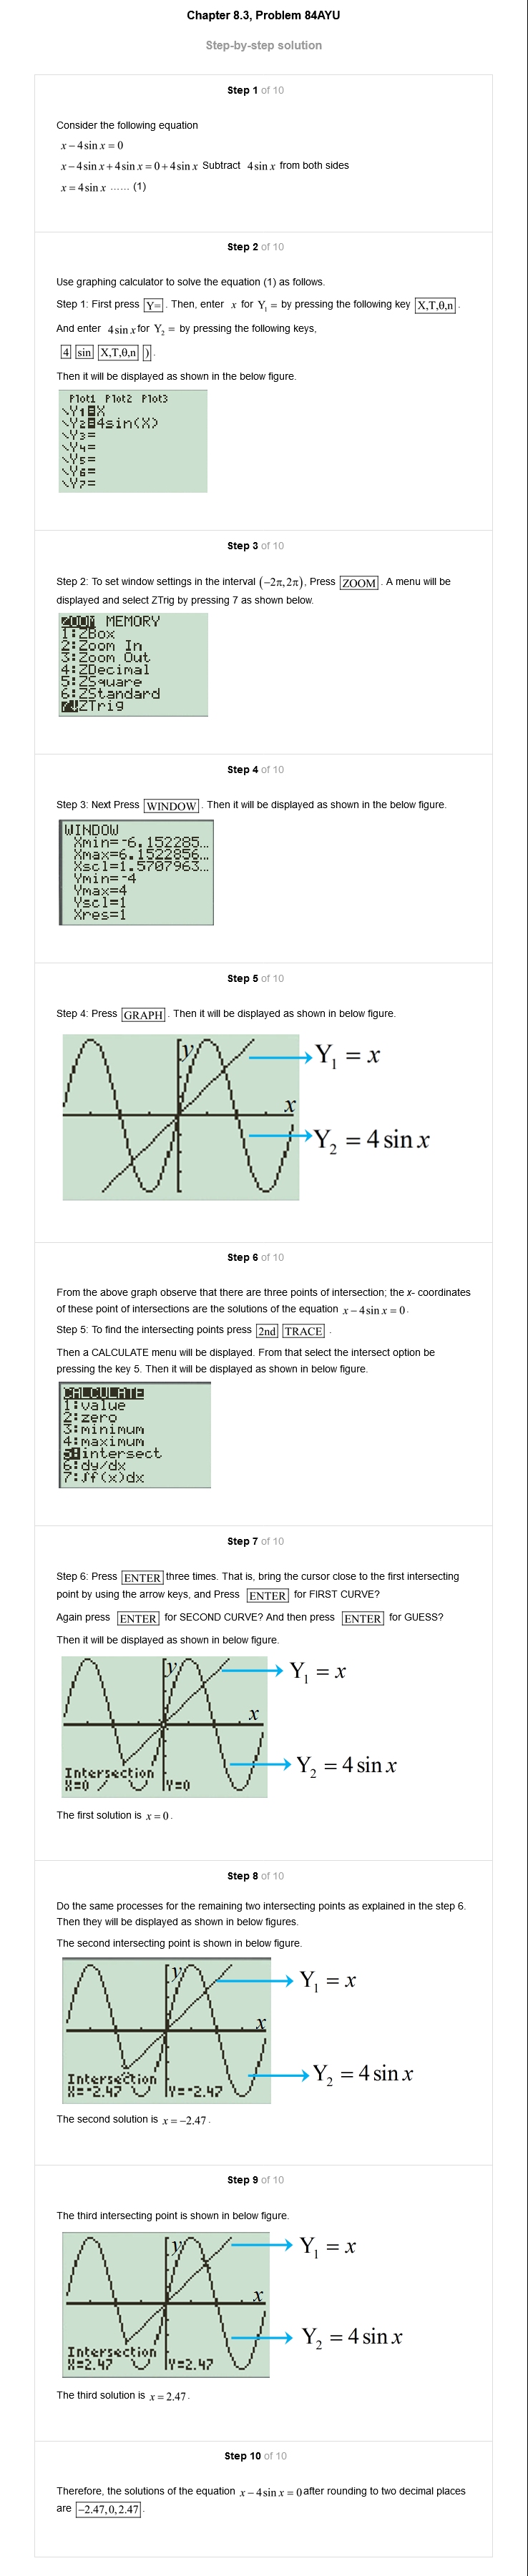 Chapter 8.3, Problem 84AYU
Step-by-step solution
Step 1 of 10
Consider the following equation
x − 4 sin x = 0
x − 4 sin x + 4 sin x = 0 + 4 sin x Subtract 4 sin x from both sides
x = 4 sin x ...... (1)
Step 2 of 10
Use graphing calculator to solve the equation (1) as follows.
Step 1: First press Y= . Then, enter x for Y₁ = by pressing the following key X,T,θ,n .
And enter 4 sin x for Y₂ = by pressing the following keys,
4 sin X,T,θ,n ) .
Then it will be displayed as shown in the below figure.
Plot1 Plot2 Plot3
\Y1=X
\Y2=4sin(X)
\Y3=
\Y4=
\Y5=
\Y6=
\Y7=
Step 3 of 10
Step 2: To set window settings in the interval (−2π, 2π). Press ZOOM . A menu will be
displayed and select ZTrig by pressing 7 as shown below.
ZOOM MEMORY
1:ZBox
2:Zoom In
3:Zoom Out
4:ZDecimal
5:ZSquare
6:ZStandard
7↓ZTrig
Step 4 of 10
Step 3: Next Press WINDOW . Then it will be displayed as shown in the below figure.
WINDOW
Xmin=-6.152285...
Xmax=6.1522856...
Xscl=1.5707963...
Ymin=-4
Ymax=4
Yscl=1
Xres=1
Step 5 of 10
Step 4: Press GRAPH . Then it will be displayed as shown in below figure.
y
Y₁ = x
x
Y₂ = 4 sin x
Step 6 of 10
From the above graph observe that there are three points of intersection; the x- coordinates
of these point of intersections are the solutions of the equation x − 4 sin x = 0 .
Step 5: To find the intersecting points press 2nd TRACE .
Then a CALCULATE menu will be displayed. From that select the intersect option be
pressing the key 5. Then it will be displayed as shown in below figure.
CALCULATE
1:value
2:zero
3:minimum
4:maximum
5:intersect
6:dy/dx
7:∫f(x)dx
Step 7 of 10
Step 6: Press ENTER three times. That is, bring the cursor close to the first intersecting
point by using the arrow keys, and Press ENTER for FIRST CURVE?
Again press ENTER for SECOND CURVE? And then press ENTER for GUESS?
Then it will be displayed as shown in below figure.
y
Y₁ = x
x
Y₂ = 4 sin x
Intersection
X=0 Y=0
The first solution is x = 0 .
Step 8 of 10
Do the same processes for the remaining two intersecting points as explained in the step 6.
Then they will be displayed as shown in below figures.
The second intersecting point is shown in below figure.
y
Y₁ = x
x
Y₂ = 4 sin x
Intersection
X=-2.47 Y=-2.47
The second solution is x = −2.47 .
Step 9 of 10
The third intersecting point is shown in below figure.
y
Y₁ = x
x
Y₂ = 4 sin x
Intersection
X=2.47 Y=2.47
The third solution is x = 2.47 .
Step 10 of 10
Therefore, the solutions of the equation x − 4 sin x = 0 after rounding to two decimal places
are −2.47, 0, 2.47 .